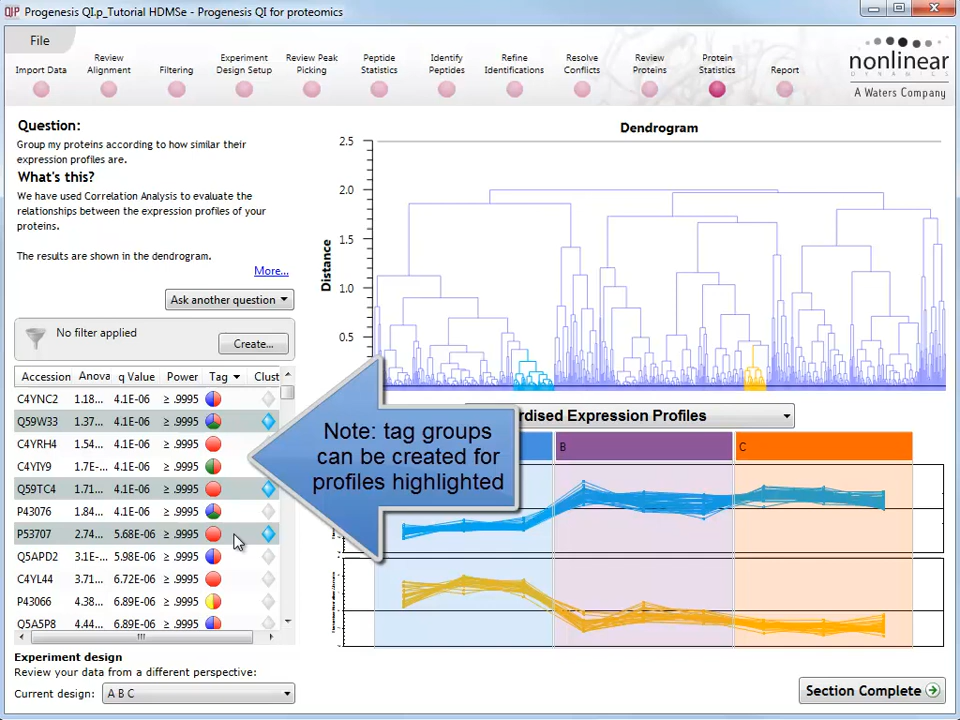 Progenesis QI.p_Tutorial HDMSe - Progenesis QI for proteomics
File
Import Data
Review Alignment
Filtering
Experiment Design Setup
Review Peak Picking
Peptide Statistics
Identify Peptides
Refine Identifications
Resolve Conflicts
Review Proteins
Protein Statistics
Report
nonlinear
DYNAMICS
A Waters Company
Question:
Group my proteins according to how similar their
expression profiles are.
What's this?
We have used Correlation Analysis to evaluate the
relationships between the expression profiles of your
proteins.
The results are shown in the dendrogram.
More...
Ask another question
No filter applied
Create...
Accession Anova q Value Power Tag Clust
C4YNC2 1.18... 4.1E-06 ≥ .9995
Q59W33 1.37... 4.1E-06 ≥ .9995
C4YRH4 1.54... 4.1E-06 ≥ .9995
C4YIY9 1.7E-... 4.1E-06 ≥ .9995
Q59TC4 1.71... 4.1E-06 ≥ .9995
P43076 1.84... 4.1E-06 ≥ .9995
P53707 2.74... 5.68E-06 ≥ .9995
Q5APD2 3.1E-... 5.98E-06 ≥ .9995
C4YL44 3.71... 6.72E-06 ≥ .9995
P43066 4.38... 6.89E-06 ≥ .9995
Q5A5P8 4.44... 6.89E-06 ≥ .9995
Experiment design
Review your data from a different perspective:
Current design: A B C
Dendrogram
Distance
2.5
2.0
1.5
1.0
0.5
Note: tag groups
can be created for
profiles highlighted
rdised Expression Profiles
B
C
Section Complete